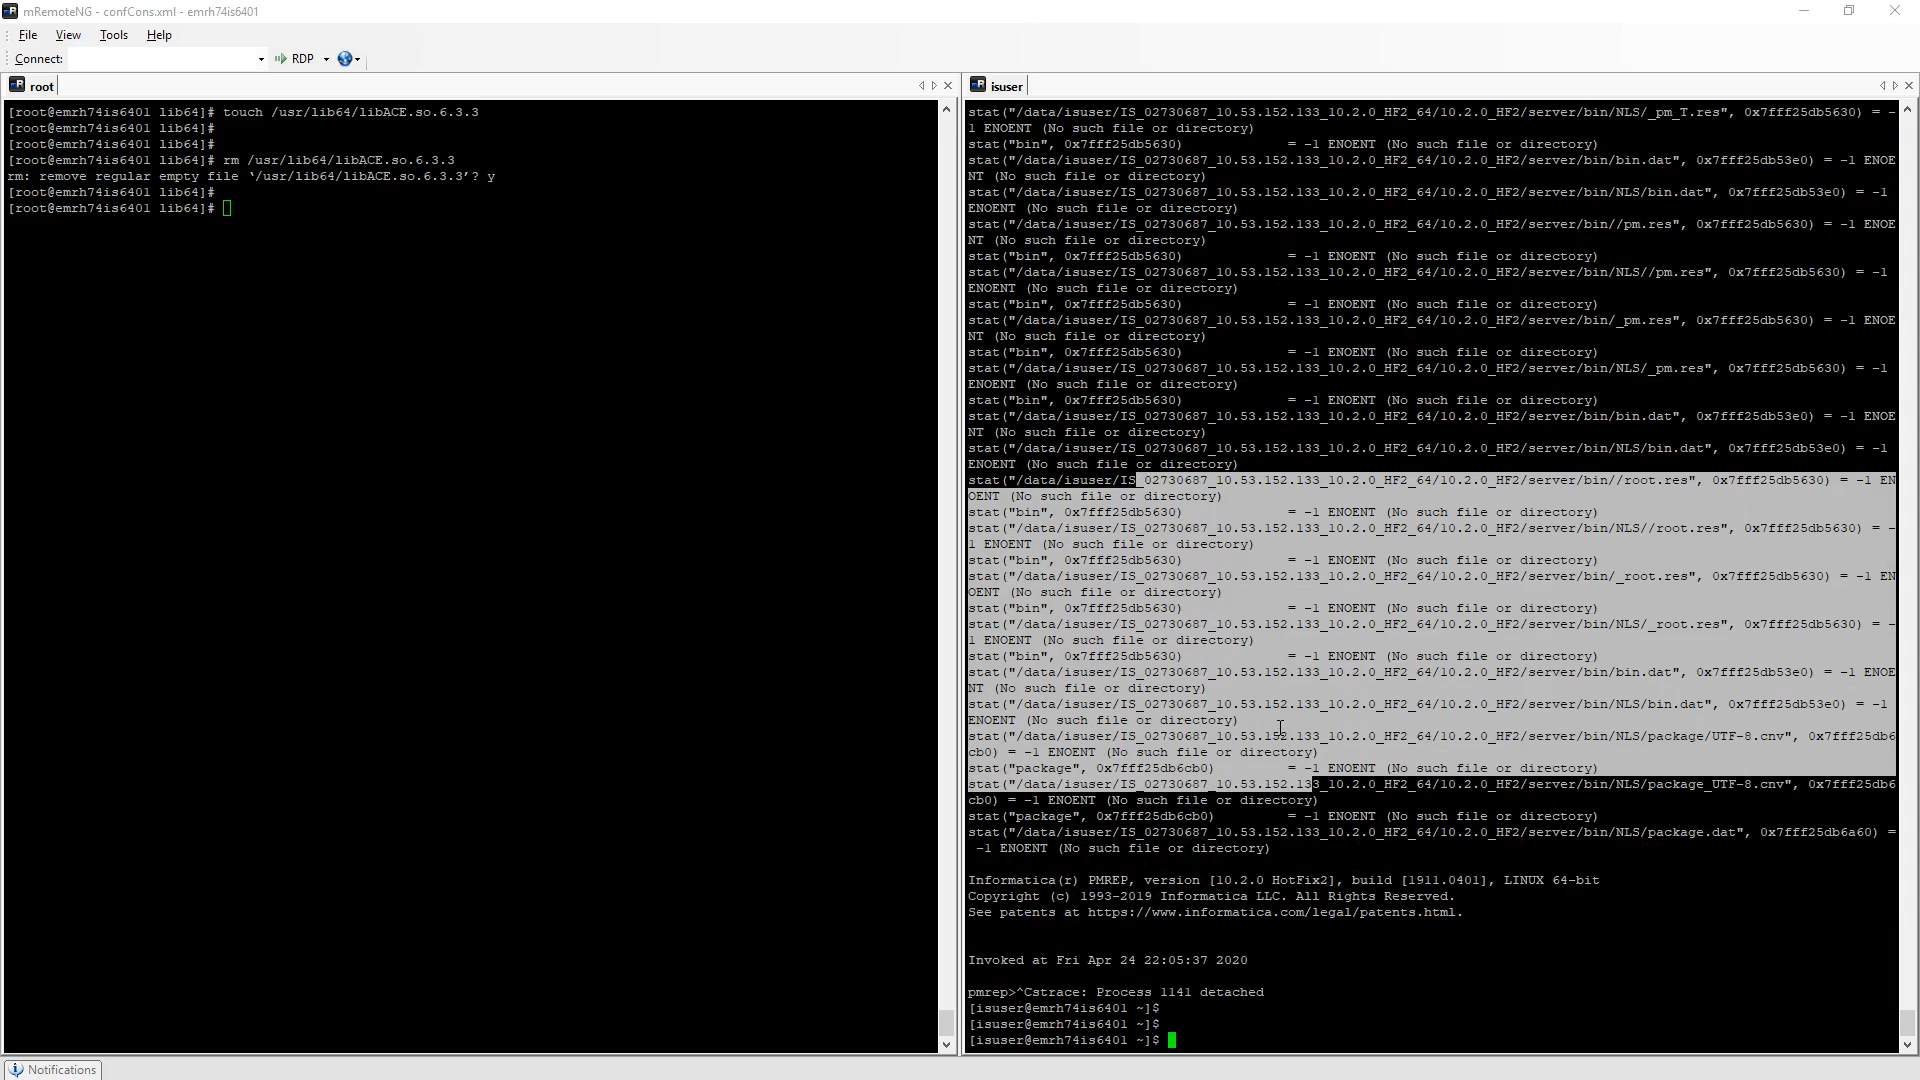 mRemoteNG - confCons.xml - emrh74is6401
File View Tools Help
Connect: RDP
root
[root@emrh74is6401 lib64]# touch /usr/lib64/libACE.so.6.3.3
[root@emrh74is6401 lib64]#
[root@emrh74is6401 lib64]#
[root@emrh74is6401 lib64]# rm /usr/lib64/libACE.so.6.3.3
rm: remove regular empty file ‘/usr/lib64/libACE.so.6.3.3’? y
[root@emrh74is6401 lib64]#
[root@emrh74is6401 lib64]#
isuser
stat("/data/isuser/IS_02730687_10.53.152.133_10.2.0_HF2_64/10.2.0_HF2/server/bin/NLS/_pm_T.res", 0x7fff25db5630) = -
1 ENOENT (No such file or directory)
stat("bin", 0x7fff25db5630) = -1 ENOENT (No such file or directory)
stat("/data/isuser/IS_02730687_10.53.152.133_10.2.0_HF2_64/10.2.0_HF2/server/bin/bin.dat", 0x7fff25db53e0) = -1 ENOE
NT (No such file or directory)
stat("/data/isuser/IS_02730687_10.53.152.133_10.2.0_HF2_64/10.2.0_HF2/server/bin/NLS/bin.dat", 0x7fff25db53e0) = -1
ENOENT (No such file or directory)
stat("/data/isuser/IS_02730687_10.53.152.133_10.2.0_HF2_64/10.2.0_HF2/server/bin//pm.res", 0x7fff25db5630) = -1 ENOE
NT (No such file or directory)
stat("bin", 0x7fff25db5630) = -1 ENOENT (No such file or directory)
stat("/data/isuser/IS_02730687_10.53.152.133_10.2.0_HF2_64/10.2.0_HF2/server/bin/NLS//pm.res", 0x7fff25db5630) = -1
ENOENT (No such file or directory)
stat("bin", 0x7fff25db5630) = -1 ENOENT (No such file or directory)
stat("/data/isuser/IS_02730687_10.53.152.133_10.2.0_HF2_64/10.2.0_HF2/server/bin/_pm.res", 0x7fff25db5630) = -1 ENOE
NT (No such file or directory)
stat("bin", 0x7fff25db5630) = -1 ENOENT (No such file or directory)
stat("/data/isuser/IS_02730687_10.53.152.133_10.2.0_HF2_64/10.2.0_HF2/server/bin/NLS/_pm.res", 0x7fff25db5630) = -1
ENOENT (No such file or directory)
stat("bin", 0x7fff25db5630) = -1 ENOENT (No such file or directory)
stat("/data/isuser/IS_02730687_10.53.152.133_10.2.0_HF2_64/10.2.0_HF2/server/bin/bin.dat", 0x7fff25db53e0) = -1 ENOE
NT (No such file or directory)
stat("/data/isuser/IS_02730687_10.53.152.133_10.2.0_HF2_64/10.2.0_HF2/server/bin/NLS/bin.dat", 0x7fff25db53e0) = -1
ENOENT (No such file or directory)
stat("/data/isuser/IS_02730687_10.53.152.133_10.2.0_HF2_64/10.2.0_HF2/server/bin//root.res", 0x7fff25db5630) = -1 EN
OENT (No such file or directory)
stat("bin", 0x7fff25db5630) = -1 ENOENT (No such file or directory)
stat("/data/isuser/IS_02730687_10.53.152.133_10.2.0_HF2_64/10.2.0_HF2/server/bin/NLS//root.res", 0x7fff25db5630) = -
1 ENOENT (No such file or directory)
stat("bin", 0x7fff25db5630) = -1 ENOENT (No such file or directory)
stat("/data/isuser/IS_02730687_10.53.152.133_10.2.0_HF2_64/10.2.0_HF2/server/bin/_root.res", 0x7fff25db5630) = -1 EN
OENT (No such file or directory)
stat("bin", 0x7fff25db5630) = -1 ENOENT (No such file or directory)
stat("/data/isuser/IS_02730687_10.53.152.133_10.2.0_HF2_64/10.2.0_HF2/server/bin/NLS/_root.res", 0x7fff25db5630) = -
1 ENOENT (No such file or directory)
stat("bin", 0x7fff25db5630) = -1 ENOENT (No such file or directory)
stat("/data/isuser/IS_02730687_10.53.152.133_10.2.0_HF2_64/10.2.0_HF2/server/bin/bin.dat", 0x7fff25db53e0) = -1 ENOE
NT (No such file or directory)
stat("/data/isuser/IS_02730687_10.53.152.133_10.2.0_HF2_64/10.2.0_HF2/server/bin/NLS/bin.dat", 0x7fff25db53e0) = -1
ENOENT (No such file or directory)
stat("/data/isuser/IS_02730687_10.53.152.133_10.2.0_HF2_64/10.2.0_HF2/server/bin/NLS/package/UTF-8.cnv", 0x7fff25db6
cb0) = -1 ENOENT (No such file or directory)
stat("package", 0x7fff25db6cb0) = -1 ENOENT (No such file or directory)
stat("/data/isuser/IS_02730687_10.53.152.133_10.2.0_HF2_64/10.2.0_HF2/server/bin/NLS/package_UTF-8.cnv", 0x7fff25db6
cb0) = -1 ENOENT (No such file or directory)
stat("package", 0x7fff25db6cb0) = -1 ENOENT (No such file or directory)
stat("/data/isuser/IS_02730687_10.53.152.133_10.2.0_HF2_64/10.2.0_HF2/server/bin/NLS/package.dat", 0x7fff25db6a60) =
-1 ENOENT (No such file or directory)
Informatica(r) PMREP, version [10.2.0 HotFix2], build [1911.0401], LINUX 64-bit
Copyright (c) 1993-2019 Informatica LLC. All Rights Reserved.
See patents at https://www.informatica.com/legal/patents.html.
Invoked at Fri Apr 24 22:05:37 2020
pmrep>^Cstrace: Process 1141 detached
[isuser@emrh74is6401 ~]$
[isuser@emrh74is6401 ~]$
[isuser@emrh74is6401 ~]$
Notifications